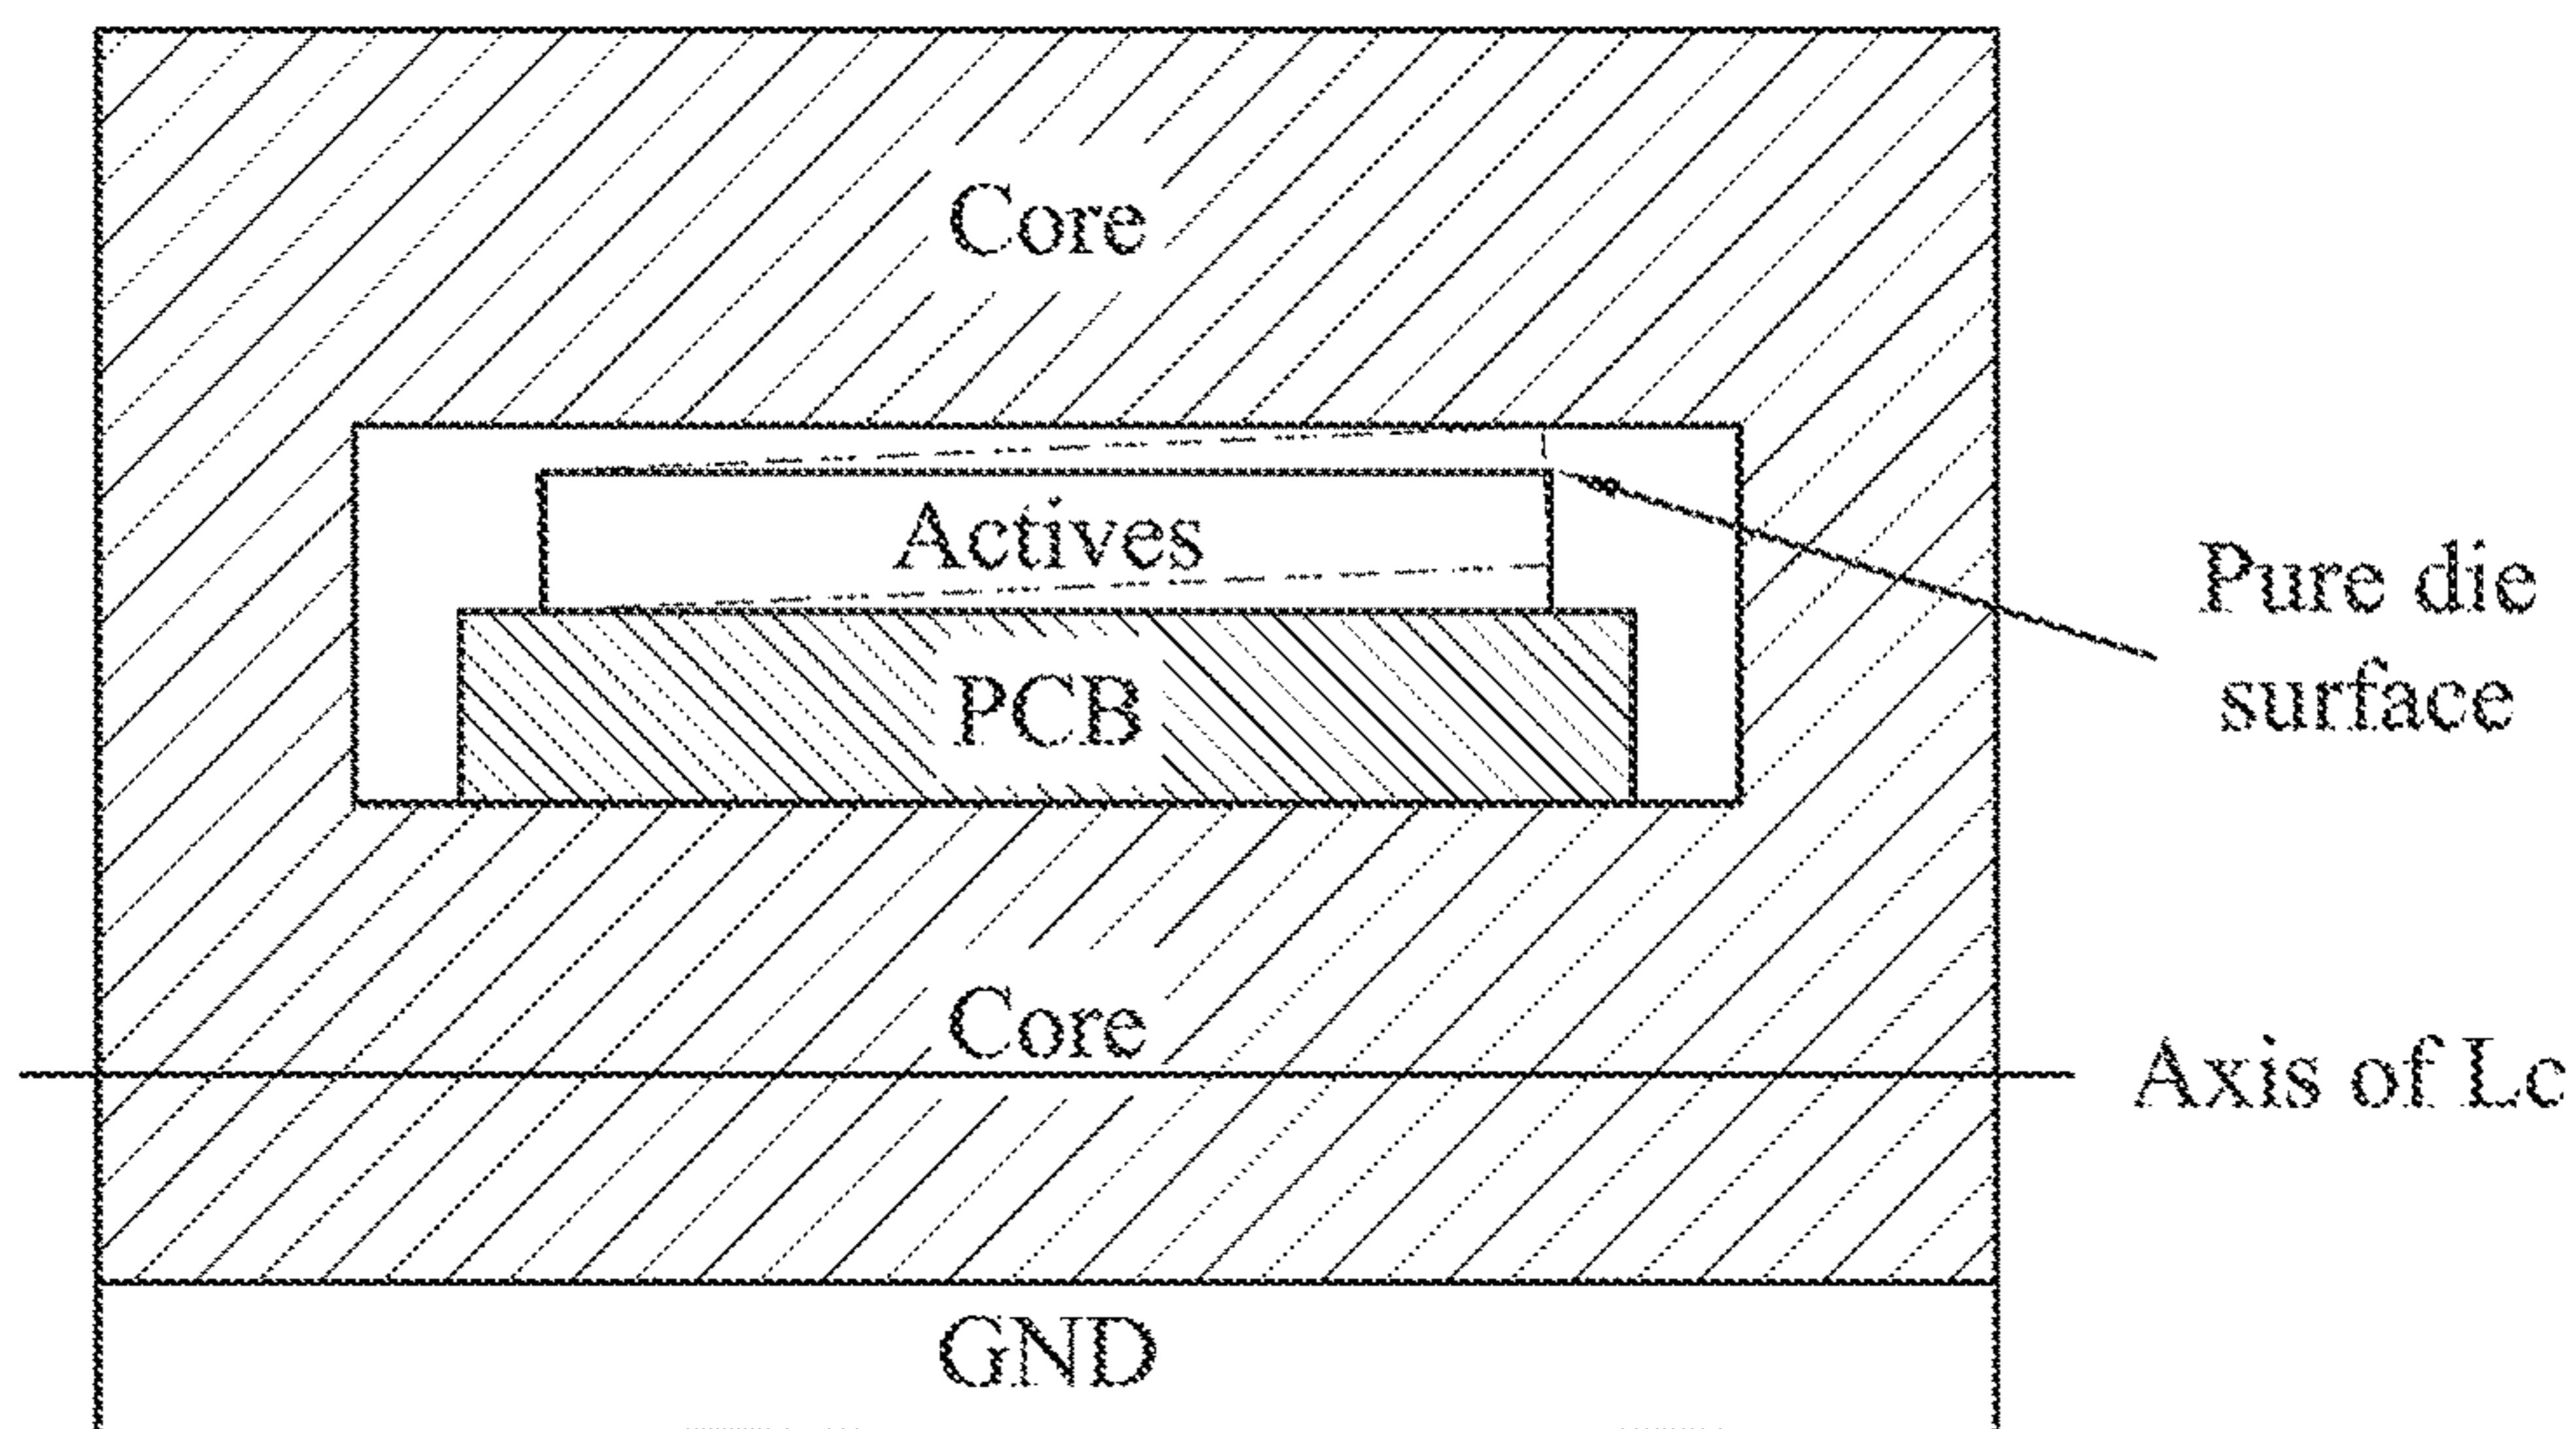 Core
Actives
Pure die
surface
PCB
Core
Axis of Lc
GND